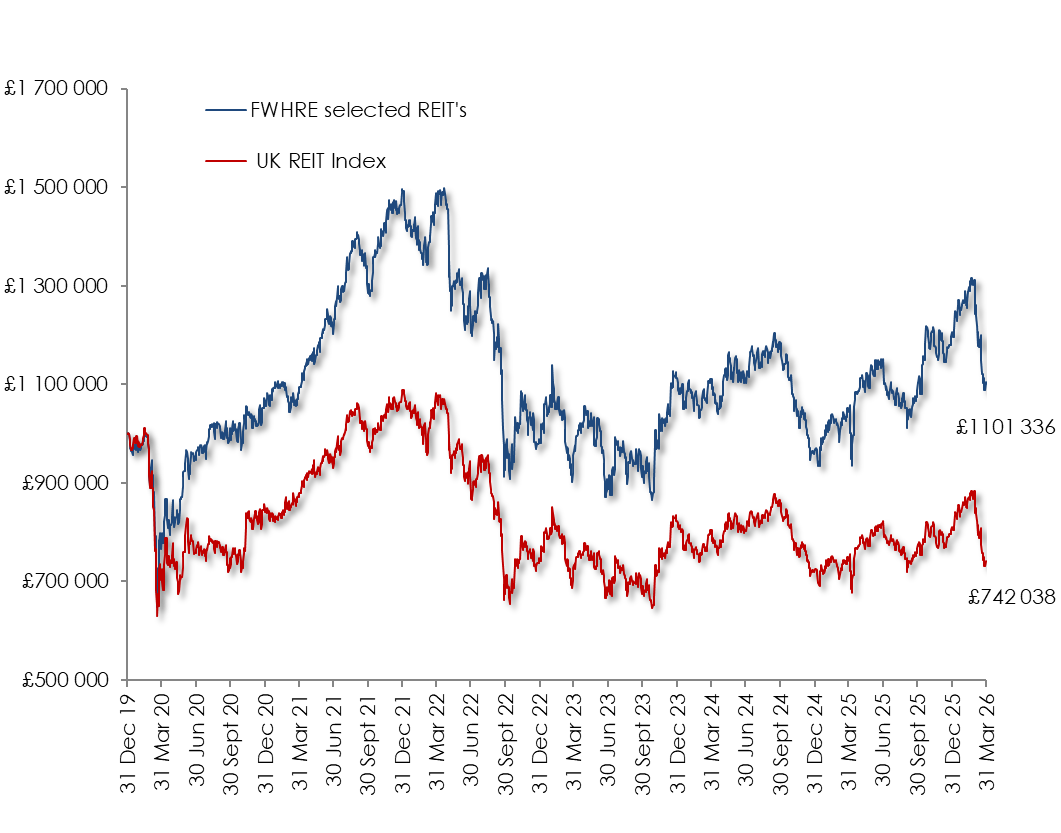 £1 700 000
FWHRE selected REIT's
UK REIT Index
£1 500 000
£1 300 000
£1 100 000
£1101 336
£900 000
£700 000
£742 038
£500 000
31 Dec 19
31 Mar 20
30 Jun 20
30 Sept 20
31 Dec 20
31 Mar 21
30 Jun 21
30 Sept 21
31 Dec 21
31 Mar 22
30 Jun 22
30 Sept 22
31 Dec 22
31 Mar 23
30 Jun 23
30 Sept 23
31 Dec 23
31 Mar 24
30 Jun 24
30 Sept 24
31 Dec 24
31 Mar 25
30 Jun 25
30 Sept 25
31 Dec 25
31 Mar 26